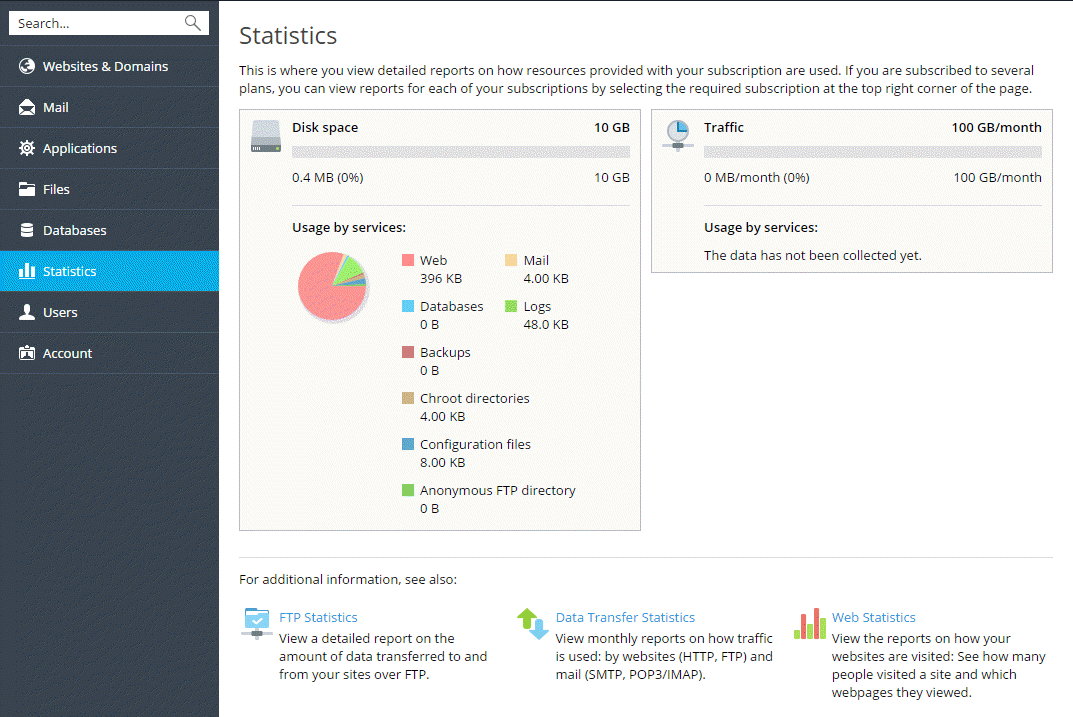 Search...
Websites & Domains
Mail
Applications
Files
Databases
Statistics
Users
Account
Statistics
This is where you view detailed reports on how resources provided with your subscription are used. If you are subscribed to several
plans, you can view reports for each of your subscriptions by selecting the required subscription at the top right corner of the page.
Disk space 10 GB
0.4 MB (0%) 10 GB
Usage by services:
Web Mail
396 KB 4.00 KB
Databases Logs
0 B 48.0 KB
Backups
0 B
Chroot directories
4.00 KB
Configuration files
8.00 KB
Anonymous FTP directory
0 B
Traffic 100 GB/month
0 MB/month (0%) 100 GB/month
Usage by services:
The data has not been collected yet.
For additional information, see also:
FTP Statistics
View a detailed report on the
amount of data transferred to and
from your sites over FTP.
Data Transfer Statistics
View monthly reports on how traffic
is used: by websites (HTTP, FTP) and
mail (SMTP, POP3/IMAP).
Web Statistics
View the reports on how your
websites are visited: See how many
people visited a site and which
webpages they viewed.